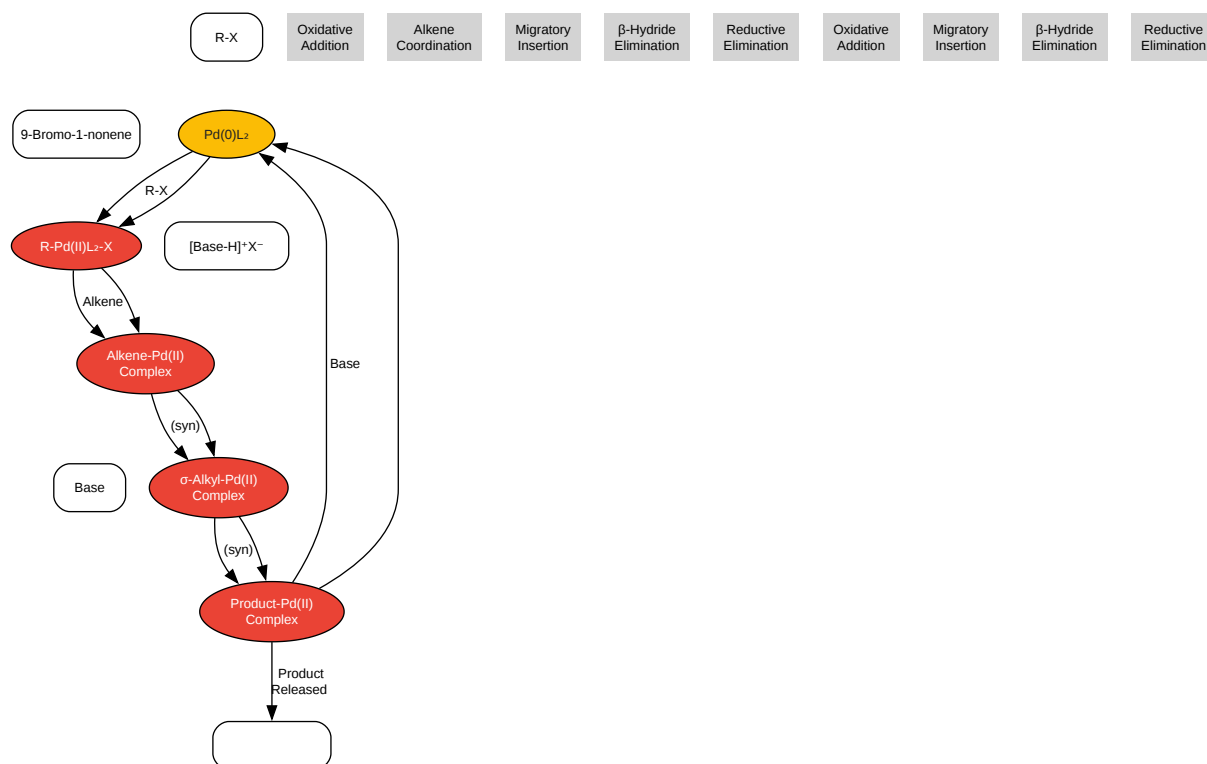 R-X
Oxidative
Addition
Alkene
Coordination
Migratory
Insertion
β-Hydride
Elimination
Reductive
Elimination
Oxidative
Addition
Migratory
Insertion
β-Hydride
Elimination
Reductive
Elimination
9-Bromo-1-nonene
Pd(0)L₂
R-X
R-Pd(II)L₂-X
[Base-H]⁺X⁻
Alkene
Alkene-Pd(II)
Complex
Base
(syn)
σ-Alkyl-Pd(II)
Complex
Base
(syn)
Product-Pd(II)
Complex
Product
Released